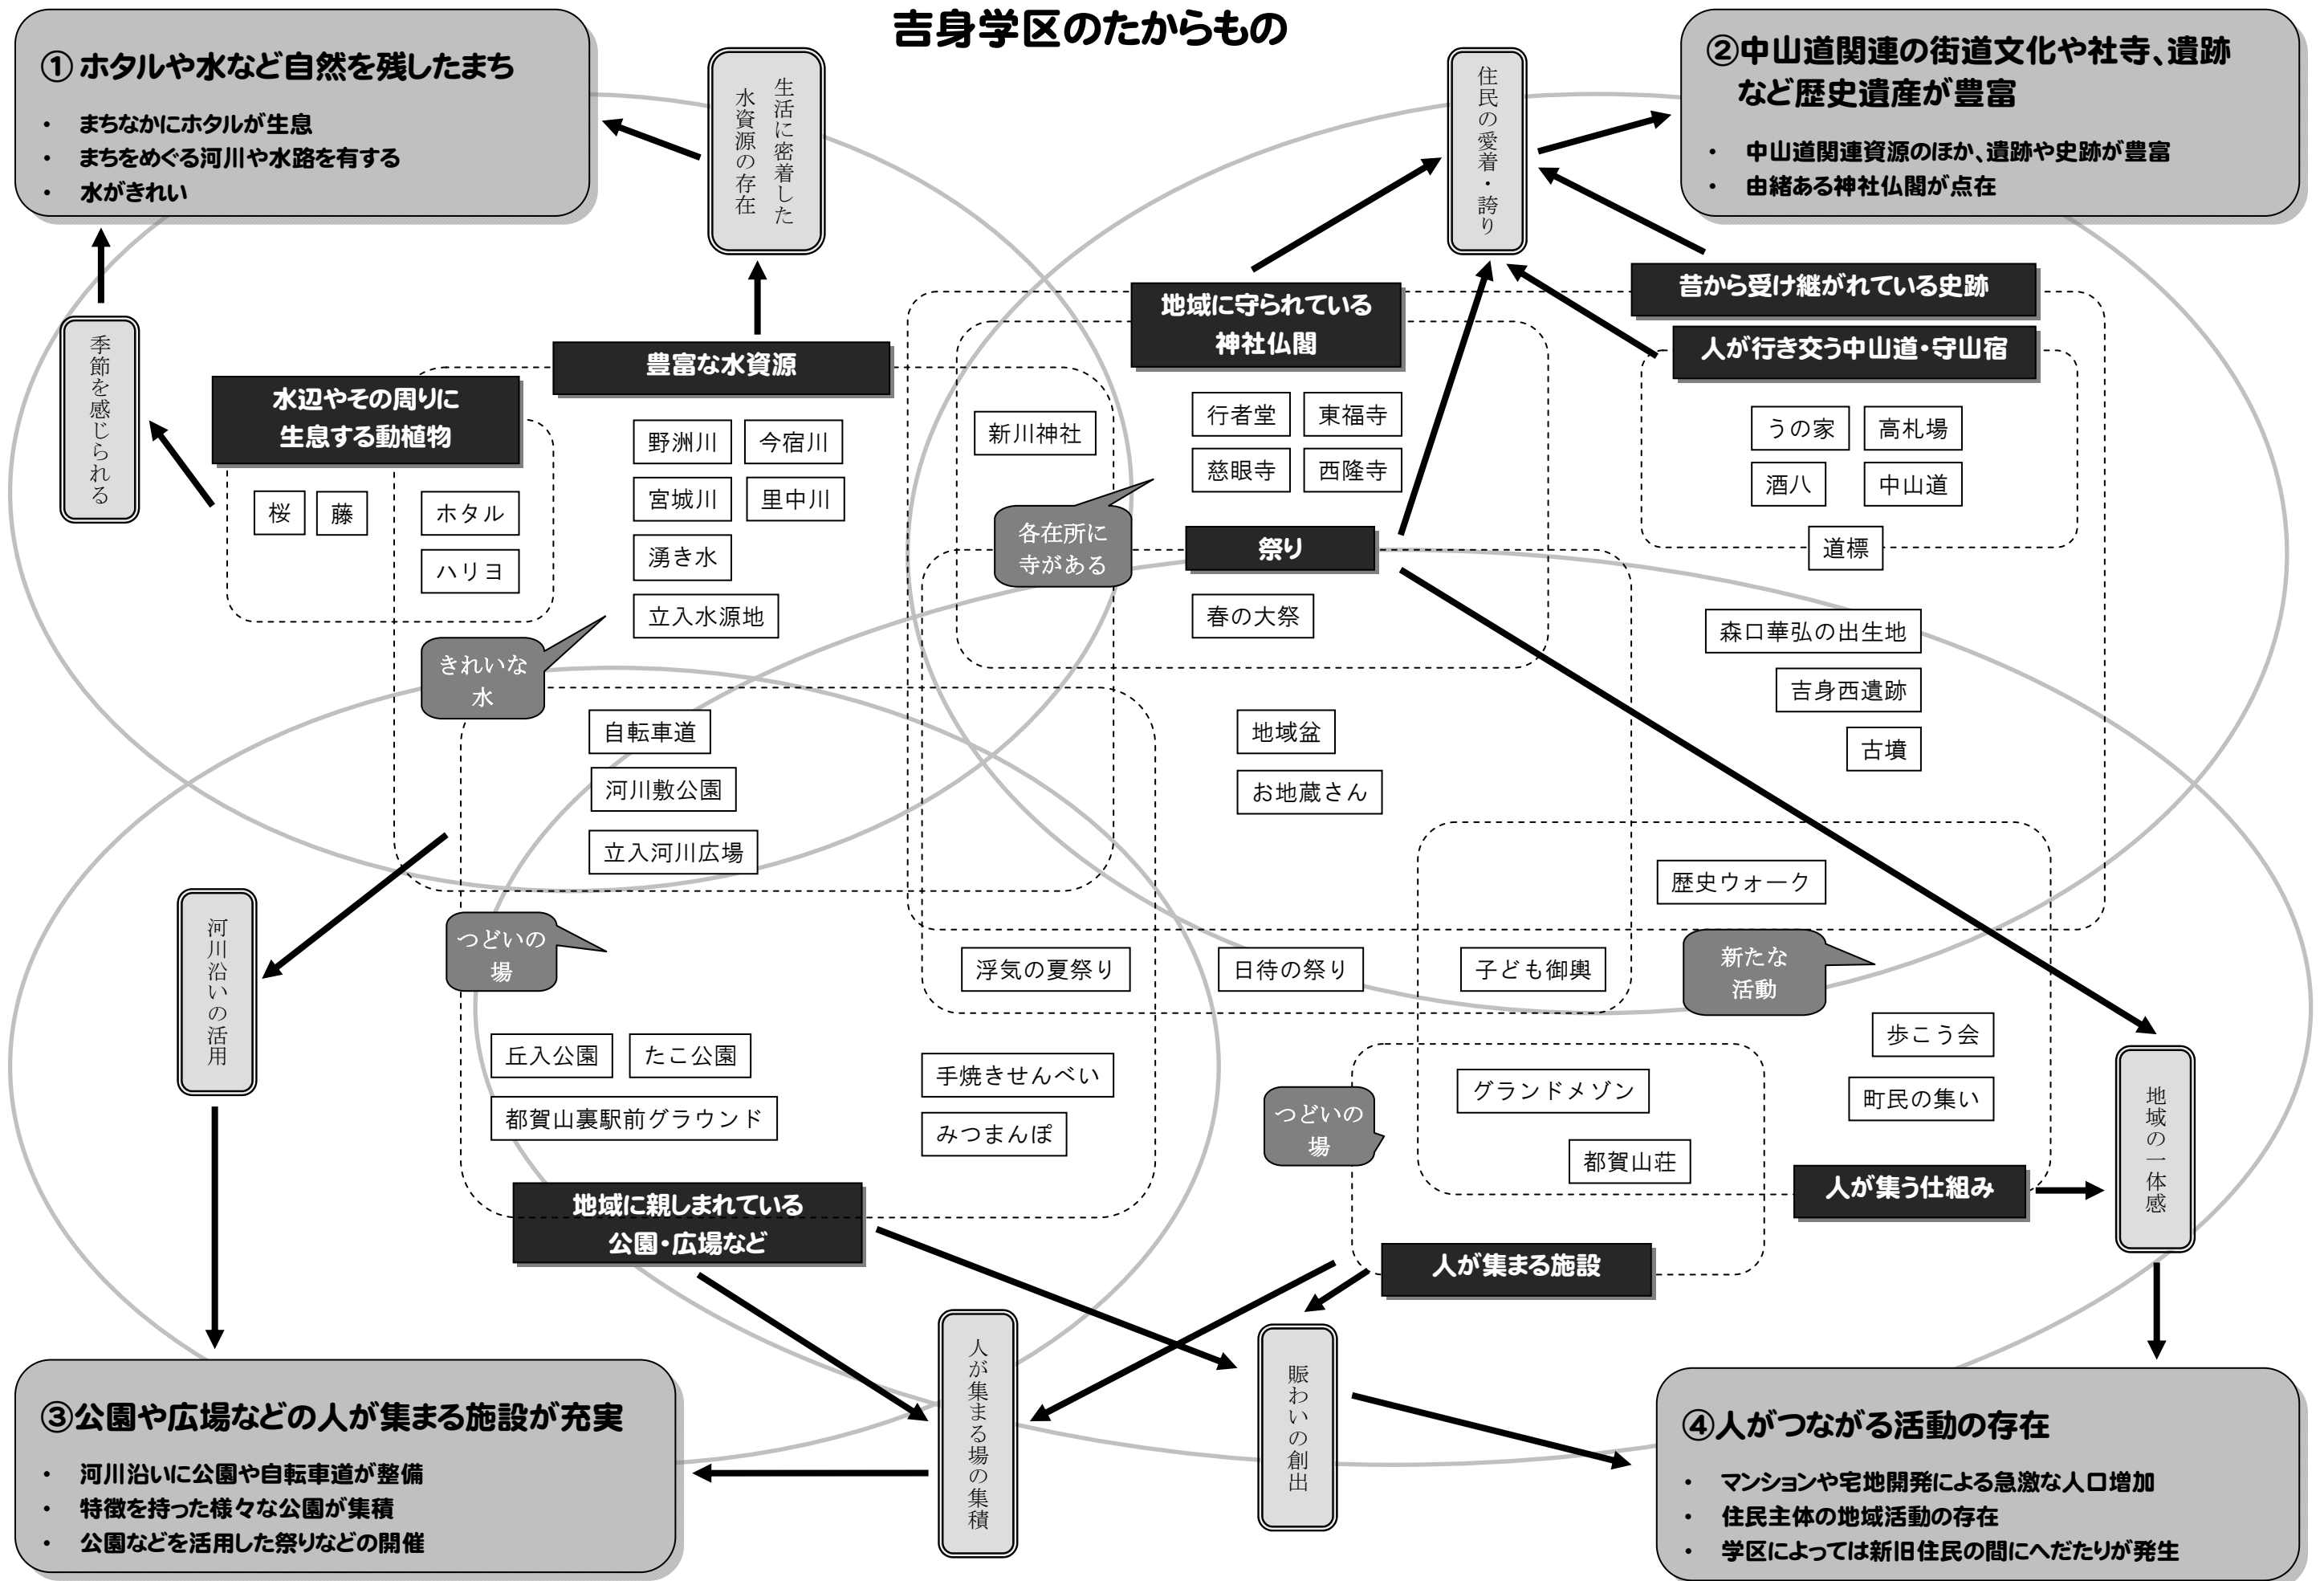 吉身学区のたからもの
① ホタルや水など自然を残したまち
・ まちなかにホタルが生息
・ まちをめぐる河川や水路を有する
・ 水がきれい
生活に密着した
水資源の存在
住民の愛着・誇り
②中山道関連の街道文化や社寺、遺跡
など歴史遺産が豊富
・ 中山道関連資源のほか、遺跡や史跡が豊富
・ 由緒ある神社仏閣が点在
季節を感じられる
水辺やその周りに
生息する動植物
桜
藤
ホタル
ハリヨ
豊富な水資源
野洲川
今宿川
宮城川
里中川
湧き水
立入水源地
きれいな
水
新川神社
地域に守られている
神社仏閣
行者堂
東福寺
慈眼寺
西隆寺
各在所に
寺がある
祭り
春の大祭
昔から受け継がれている史跡
人が行き交う中山道・守山宿
うの家
高札場
酒八
中山道
道標
森口華弘の出生地
吉身西遺跡
古墳
自転車道
河川敷公園
立入河川広場
地域盆
お地蔵さん
歴史ウォーク
河川沿いの活用
つどいの
場
浮気の夏祭り
日待の祭り
子ども御輿
新たな
活動
丘入公園
たこ公園
都賀山裏駅前グラウンド
手焼きせんべい
みつまんぽ
つどいの
場
グランドメゾン
都賀山荘
歩こう会
町民の集い
地域の一体感
地域に親しまれている
公園・広場など
人が集う仕組み
人が集まる施設
人が集まる場の集積
賑わいの創出
③公園や広場などの人が集まる施設が充実
・ 河川沿いに公園や自転車道が整備
・ 特徴を持った様々な公園が集積
・ 公園などを活用した祭りなどの開催
④人がつながる活動の存在
・ マンションや宅地開発による急激な人口増加
・ 住民主体の地域活動の存在
・ 学区によっては新旧住民の間にへだたりが発生